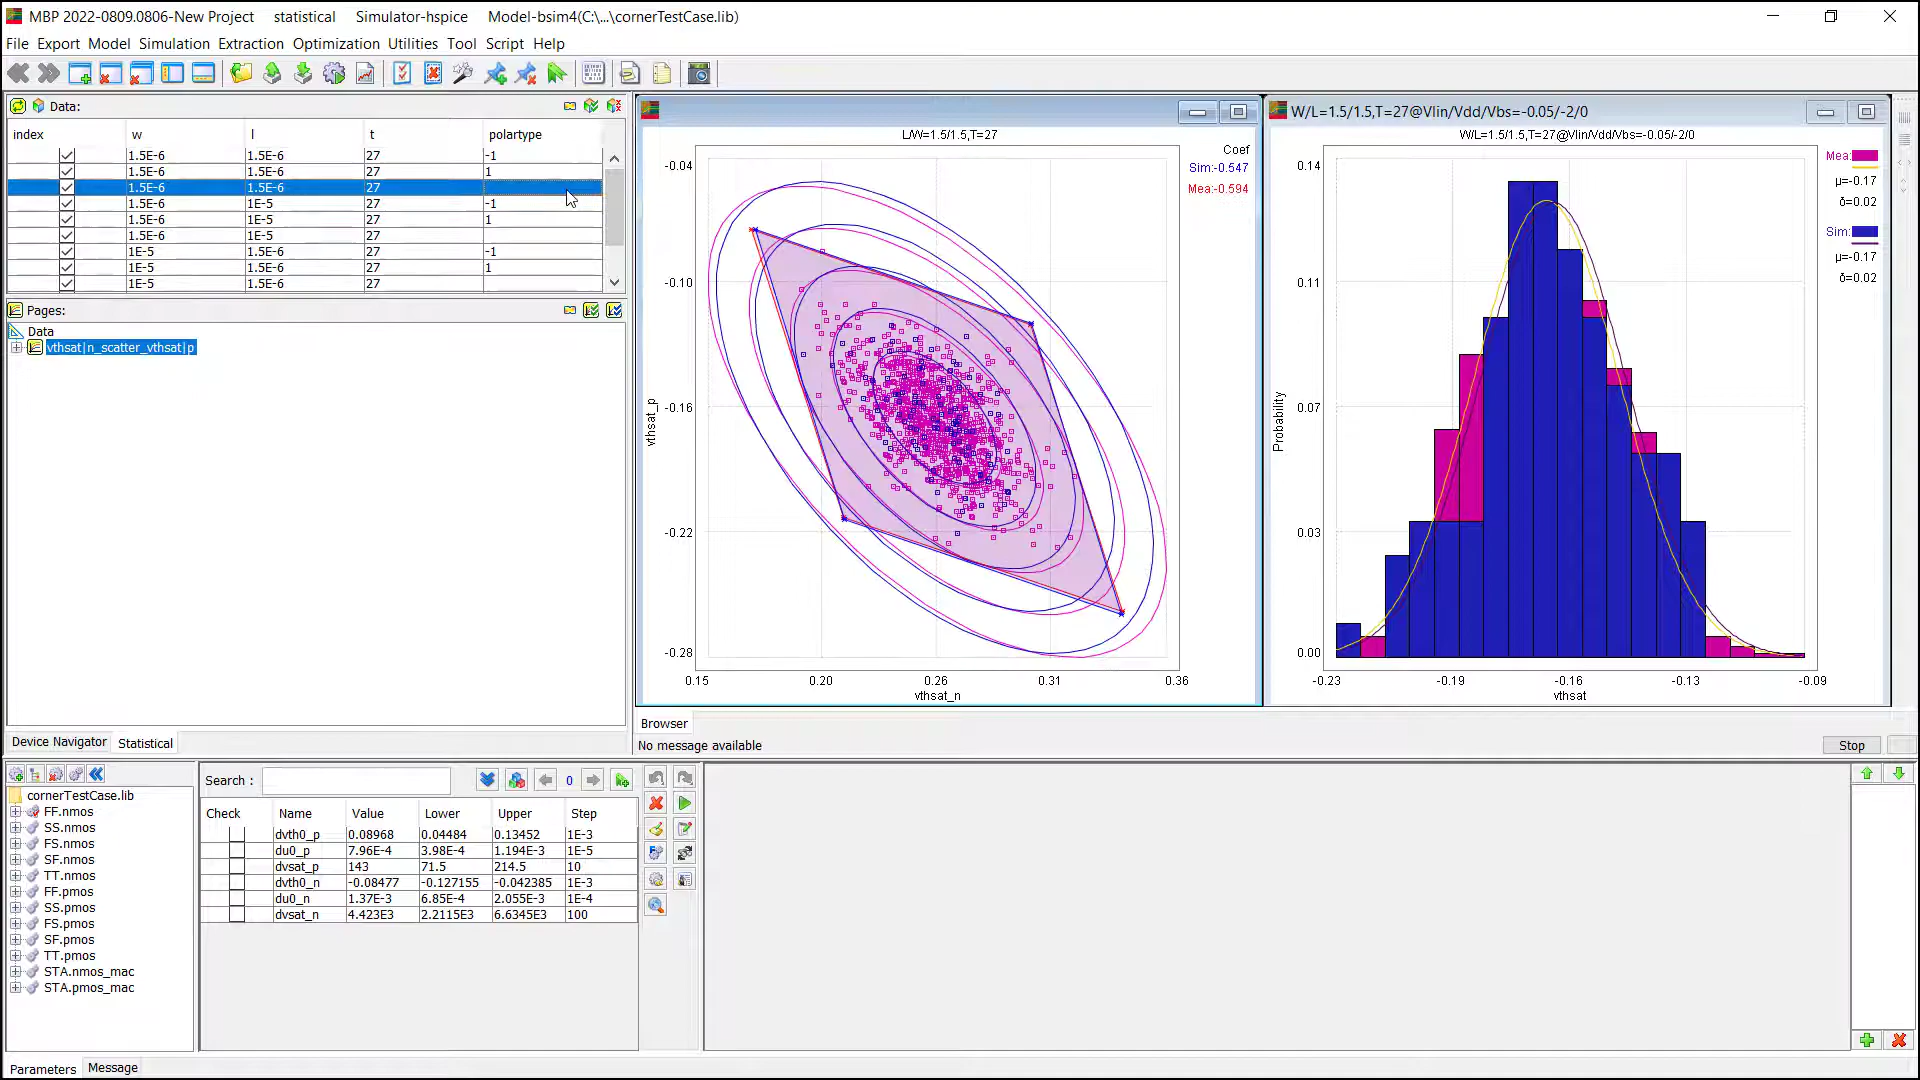 MBP 2022-0809.0806-New Project    statistical    Simulator-hspice    Model-bsim4(C:\...\cornerTestCase.lib)
File Export Model Simulation Extraction Optimization Utilities Tool Script Help
Data:
index w l t polartype
1.5E-6 1.5E-6 27 -1
1.5E-6 1.5E-6 27 1
1.5E-6 1.5E-6 27
1.5E-6 1E-5 27 -1
1.5E-6 1E-5 27 1
1.5E-6 1E-5 27
1E-5 1.5E-6 27 -1
1E-5 1.5E-6 27 1
1E-5 1.5E-6 27
Pages:
Data
vthsat|n_scatter_vthsat|p
Device Navigator Statistical
L/W=1.5/1.5,T=27
Coef
Sim:-0.547
Mea:-0.594
-0.04
-0.10
-0.16
-0.22
-0.28
vthsat_p
0.15 0.20 0.26 0.31 0.36
vthsat_n
W/L=1.5/1.5,T=27@Vlin/Vdd/Vbs=-0.05/-2/0
W/L=1.5/1.5,T=27@Vlin/Vdd/Vbs=-0.05/-2/0
Mea:
μ=-0.17
δ=0.02
Sim:
μ=-0.17
δ=0.02
0.14
0.11
0.07
0.03
0.00
Probability
-0.23 -0.19 -0.16 -0.13 -0.09
vthsat
Browser
No message available
Stop
cornerTestCase.lib
FF.nmos
SS.nmos
FS.nmos
SF.nmos
TT.nmos
FF.pmos
SS.pmos
FS.pmos
SF.pmos
TT.pmos
STA.nmos_mac
STA.pmos_mac
Search :
0
Check Name Value Lower Upper Step
dvth0_p 0.08968 0.04484 0.13452 1E-3
du0_p 7.96E-4 3.98E-4 1.194E-3 1E-5
dvsat_p 143 71.5 214.5 10
dvth0_n -0.08477 -0.127155 -0.042385 1E-3
du0_n 1.37E-3 6.85E-4 2.055E-3 1E-4
dvsat_n 4.423E3 2.2115E3 6.6345E3 100
Parameters Message